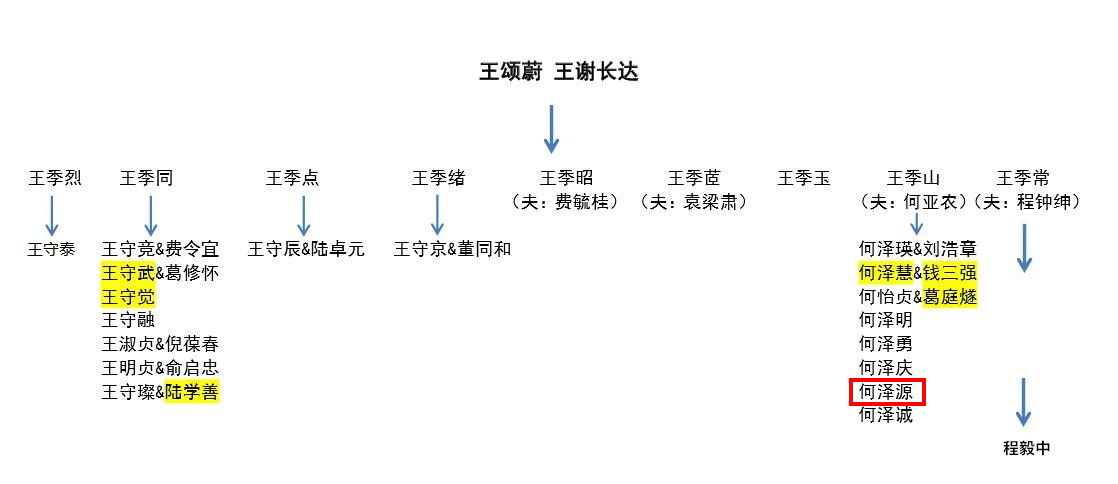 王颂蔚 王谢长达
王季烈 王季同 王季点 王季绪 王季昭 王季茝 王季玉 王季山 王季常
（夫：费毓桂） （夫：袁梁肃） （夫：何亚农） （夫：程钟绅）
王守泰 王守竞&费令宜 王守辰&陆卓元 王守京&董同和 何泽瑛&刘浩章
王守武&葛修怀 何泽慧&钱三强
王守觉 何怡贞&葛庭燧
王守融 何泽明
王淑贞&倪葆春 何泽勇
王明贞&俞启忠 何泽庆
王守璨&陆学善 何泽源
何泽诚
程毅中